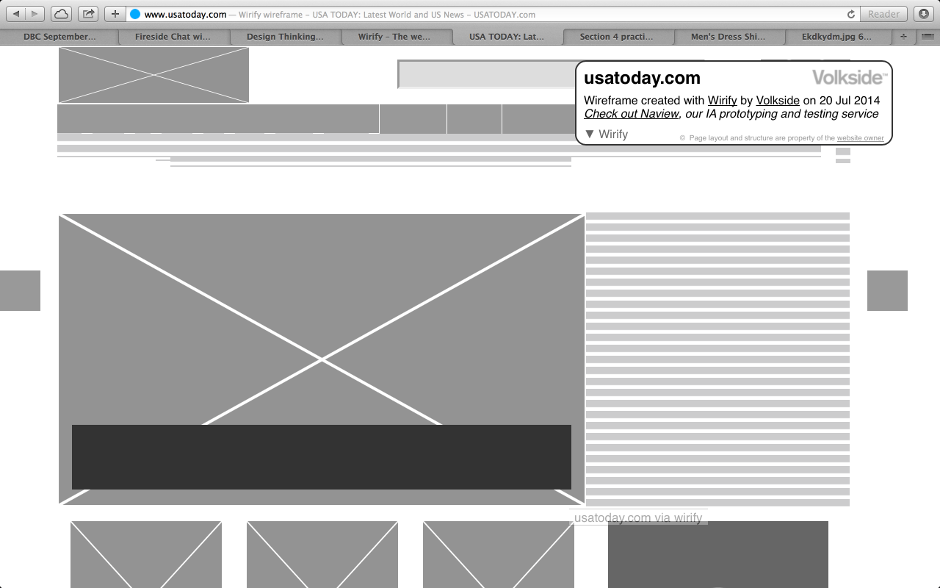 www.usatoday.com — Wirify wireframe – USA TODAY: Latest World and US News – USATODAY.com
Reader
DBC September...
Fireside Chat wi...
Design Thinking...
Wirify – The we...
USA TODAY: Lat...
Section 4 practi...
Men's Dress Shi...
Ekdkydm.jpg 6...
usatoday.com
Volkside™
Wireframe created with Wirify by Volkside on 20 Jul 2014
Check out Naview, our IA prototyping and testing service
▼ Wirify
© Page layout and structure are property of the website owner
usatoday.com via wirify